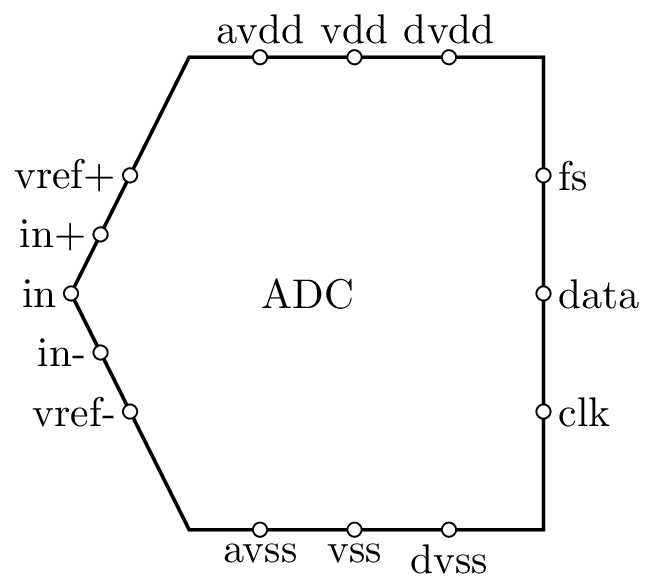 avdd vdd dvdd
vref+
fs
in+
in
ADC
data
in-
vref-
clk
avss vss dvss